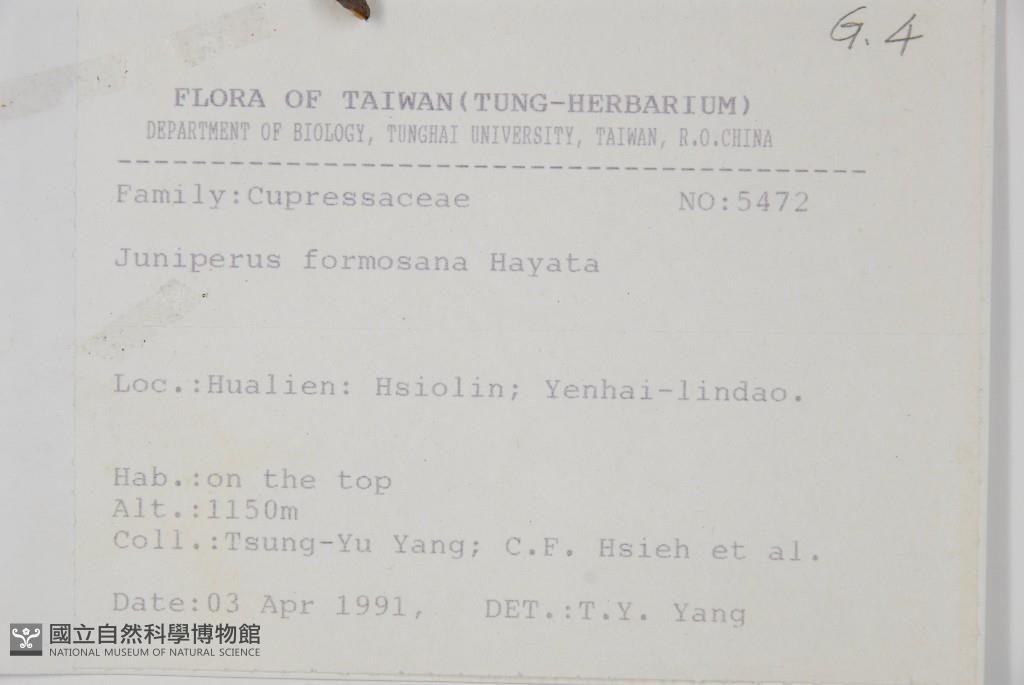 G. 4
FLORA OF TAIWAN(TUNG-HERBARIUM)
DEPARTMENT OF BIOLOGY, TUNGHAI UNIVERSITY, TAIWAN, R.O.CHINA
----------------------------------------
Family:Cupressaceae NO:5472
Juniperus formosana Hayata
Loc.:Hualien: Hsiolin; Yenhai-lindao.
Hab.:on the top
Alt.:1150m
Coll.:Tsung-Yu Yang; C.F. Hsieh et al.
Date:03 Apr 1991, DET.:T.Y. Yang
國立自然科學博物館
NATIONAL MUSEUM OF NATURAL SCIENCE